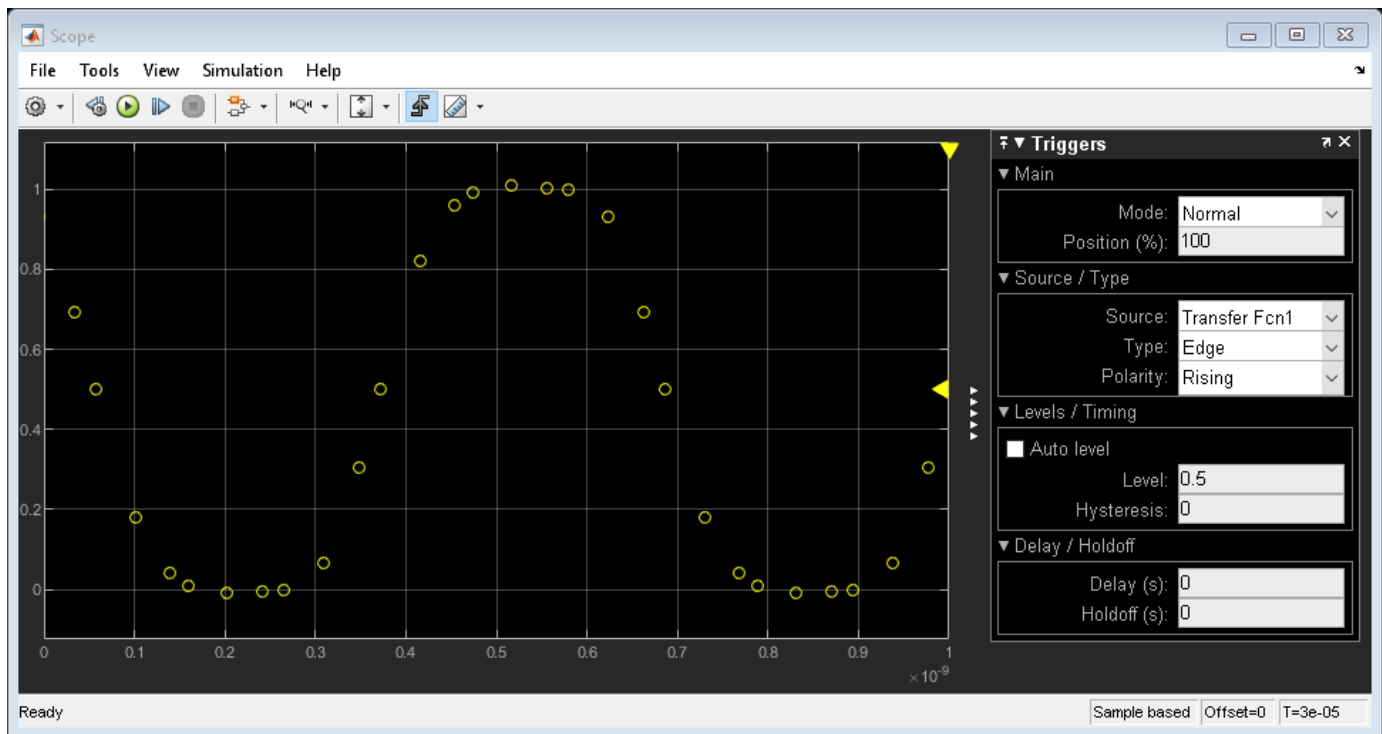 Scope
File Tools View Simulation Help
1
0.8
0.6
0.4
0.2
0
0 0.1 0.2 0.3 0.4 0.5 0.6 0.7 0.8 0.9 1
×10-9
Triggers
Main
Mode: Normal
Position (%): 100
Source / Type
Source: Transfer Fcn1
Type: Edge
Polarity: Rising
Levels / Timing
Auto level
Level: 0.5
Hysteresis: 0
Delay / Holdoff
Delay (s): 0
Holdoff (s): 0
Ready
Sample based Offset=0 T=3e-05